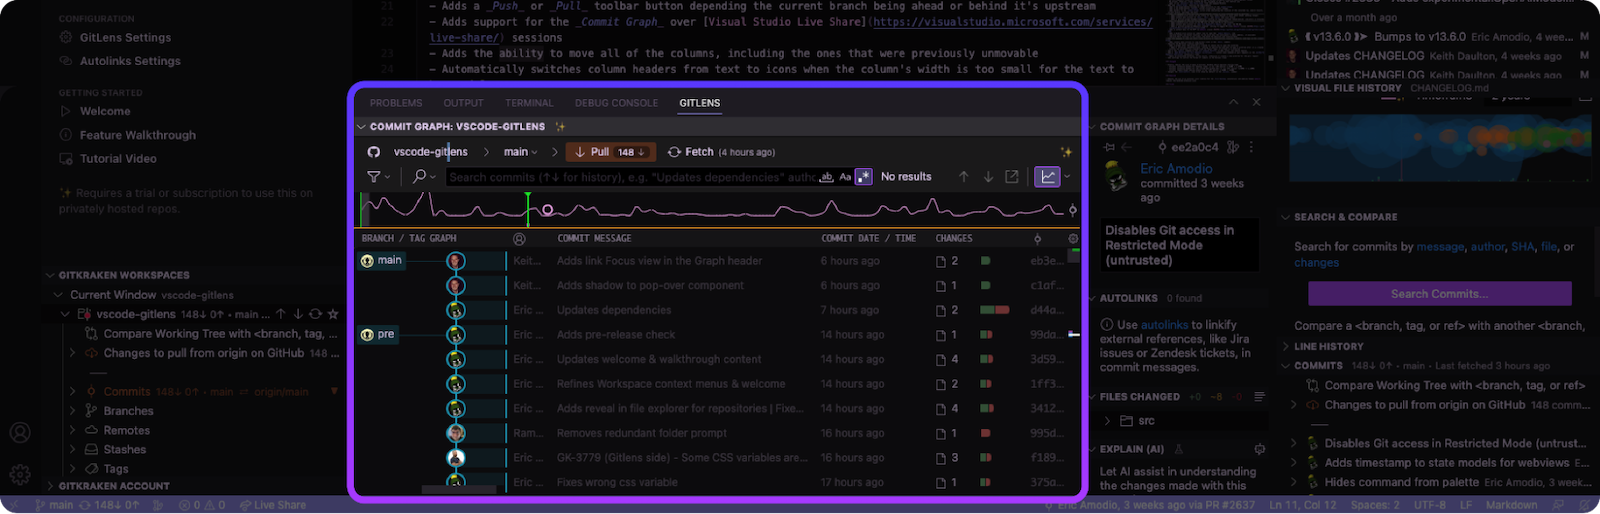 CONTRIBUTE
GitLens Settings
Autolinks Settings
GETTING STARTED
Welcome
Feature Walkthrough
Tutorial Video
✨ Requires a trial or subscription to use this on
privately hosted repos.
GITKRAKEN WORKSPACES
Current Window vscode-gitlens
vscode-gitlens 148↓ 0↑ • main ...
Compare Working Tree with <branch, tag, ...
Changes to pull from origin on GitHub 148 ...
Commits 148↓ 0↑ • main ⇌ origin/main
Branches
Remotes
Stashes
Tags
GITKRAKEN ACCOUNT
21 - Adds a _Push_ or _Pull_ toolbar button depending the current branch being ahead or behind it's upstream
22 - Adds support for the _Commit Graph_ over [Visual Studio Live Share](https://visualstudio.microsoft.com/services/
live-share/) sessions
23 - Adds the ability to move all of the columns, including the ones that were previously unmovable
24 - Automatically switches column headers from text to icons when the column's width is too small for the text to
PROBLEMS OUTPUT TERMINAL DEBUG CONSOLE GITLENS
COMMIT GRAPH: VSCODE-GITLENS ✨
vscode-gitlens > main > Pull 148 ↓ Fetch (4 hours ago)
Search commits (↑↓ for history), e.g. "Updates dependencies" autho ab Aa .* No results
BRANCH / TAG GRAPH COMMIT MESSAGE COMMIT DATE / TIME CHANGES
main Keit... Adds link Focus view in the Graph header 6 hours ago 2 eb3e...
Keit... Adds shadow to pop-over component 6 hours ago 1 c1af...
Eric ... Updates dependencies 7 hours ago 2 d44a...
pre Eric ... Adds pre-release check 14 hours ago 1 99da...
Eric ... Updates welcome & walkthrough content 14 hours ago 4 3d59...
Eric ... Refines Workspace context menus & welcome 14 hours ago 2 1ff3...
Eric ... Adds reveal in file explorer for repositories | Fixe... 14 hours ago 4 3412...
Ram... Removes redundant folder prompt 16 hours ago 1 995d...
Eric ... GK-3779 (Gitlens side) - Some CSS variables are... 16 hours ago 3 f189...
Eric ... Fixes wrong css variable 17 hours ago 1 375a...
COMMIT GRAPH DETAILS
ee2a0c4
Eric Amodio
committed 3 weeks
ago
Disables Git access in
Restricted Mode
(untrusted)
AUTOLINKS 0 found
Use autolinks to linkify
external references, like Jira
issues or Zendesk tickets, in
commit messages.
FILES CHANGED +0 ~8 -0
src
EXPLAIN (AI)
Let AI assist in understanding
the changes made with this
Over a month ago
v13.6.0 Bumps to v13.6.0 Eric Amodio, 4 wee... M
Updates CHANGELOG Keith Daulton, 4 weeks ago M
Updates CHANGELOG Keith Daulton, 4 weeks ago M
VISUAL FILE HISTORY CHANGELOG.md
Timeframe 2 years
SEARCH & COMPARE
Search for commits by message, author, SHA, file, or
changes
Search Commits...
Compare a <branch, tag, or ref> with another <branch,
LINE HISTORY
COMMITS 148↓ 0↑ • main • Last fetched 3 hours ago
Compare Working Tree with <branch, tag, or ref>
Changes to pull from origin on GitHub 148 comm...
Disables Git access in Restricted Mode (untrust...
Adds timestamp to state models for webviews E...
Hides command from palette Eric Amodio, 3 week...
main 148↓ 0↑ 0 0 Live Share Eric Amodio, 3 weeks ago via PR #2637 Ln 11, Col 12 Spaces: 2 UTF-8 LF Markdown